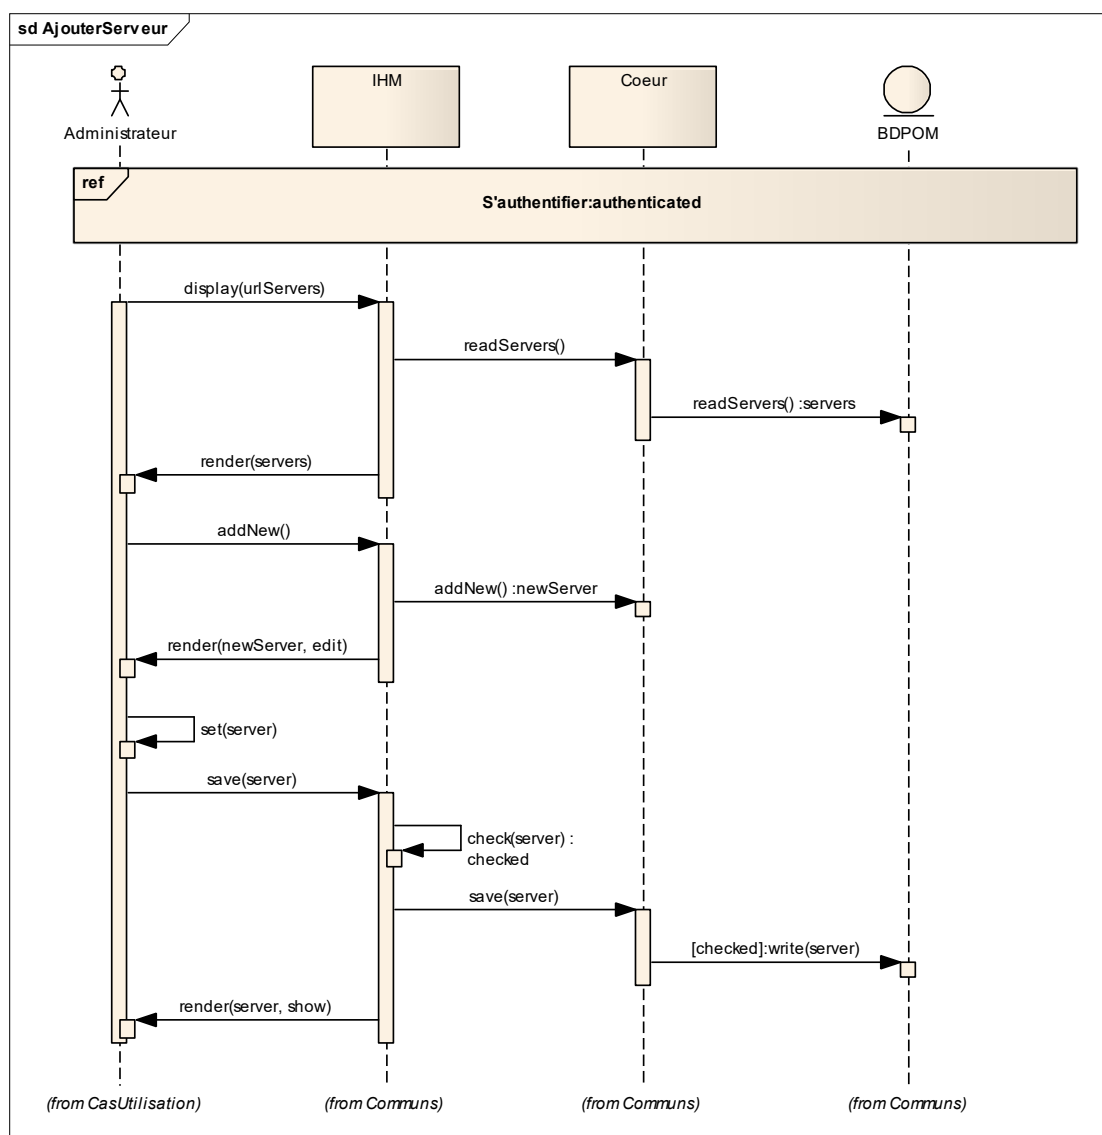 sd AjouterServeur
Administrateur
IHM
Coeur
BDPOM
ref
S'authentifier:authenticated
display(urlServers)
readServers()
readServers() :servers
render(servers)
addNew()
addNew() :newServer
render(newServer, edit)
set(server)
save(server)
check(server) :
checked
save(server)
[checked]:write(server)
render(server, show)
(from CasUtilisation)
(from Communs)
(from Communs)
(from Communs)